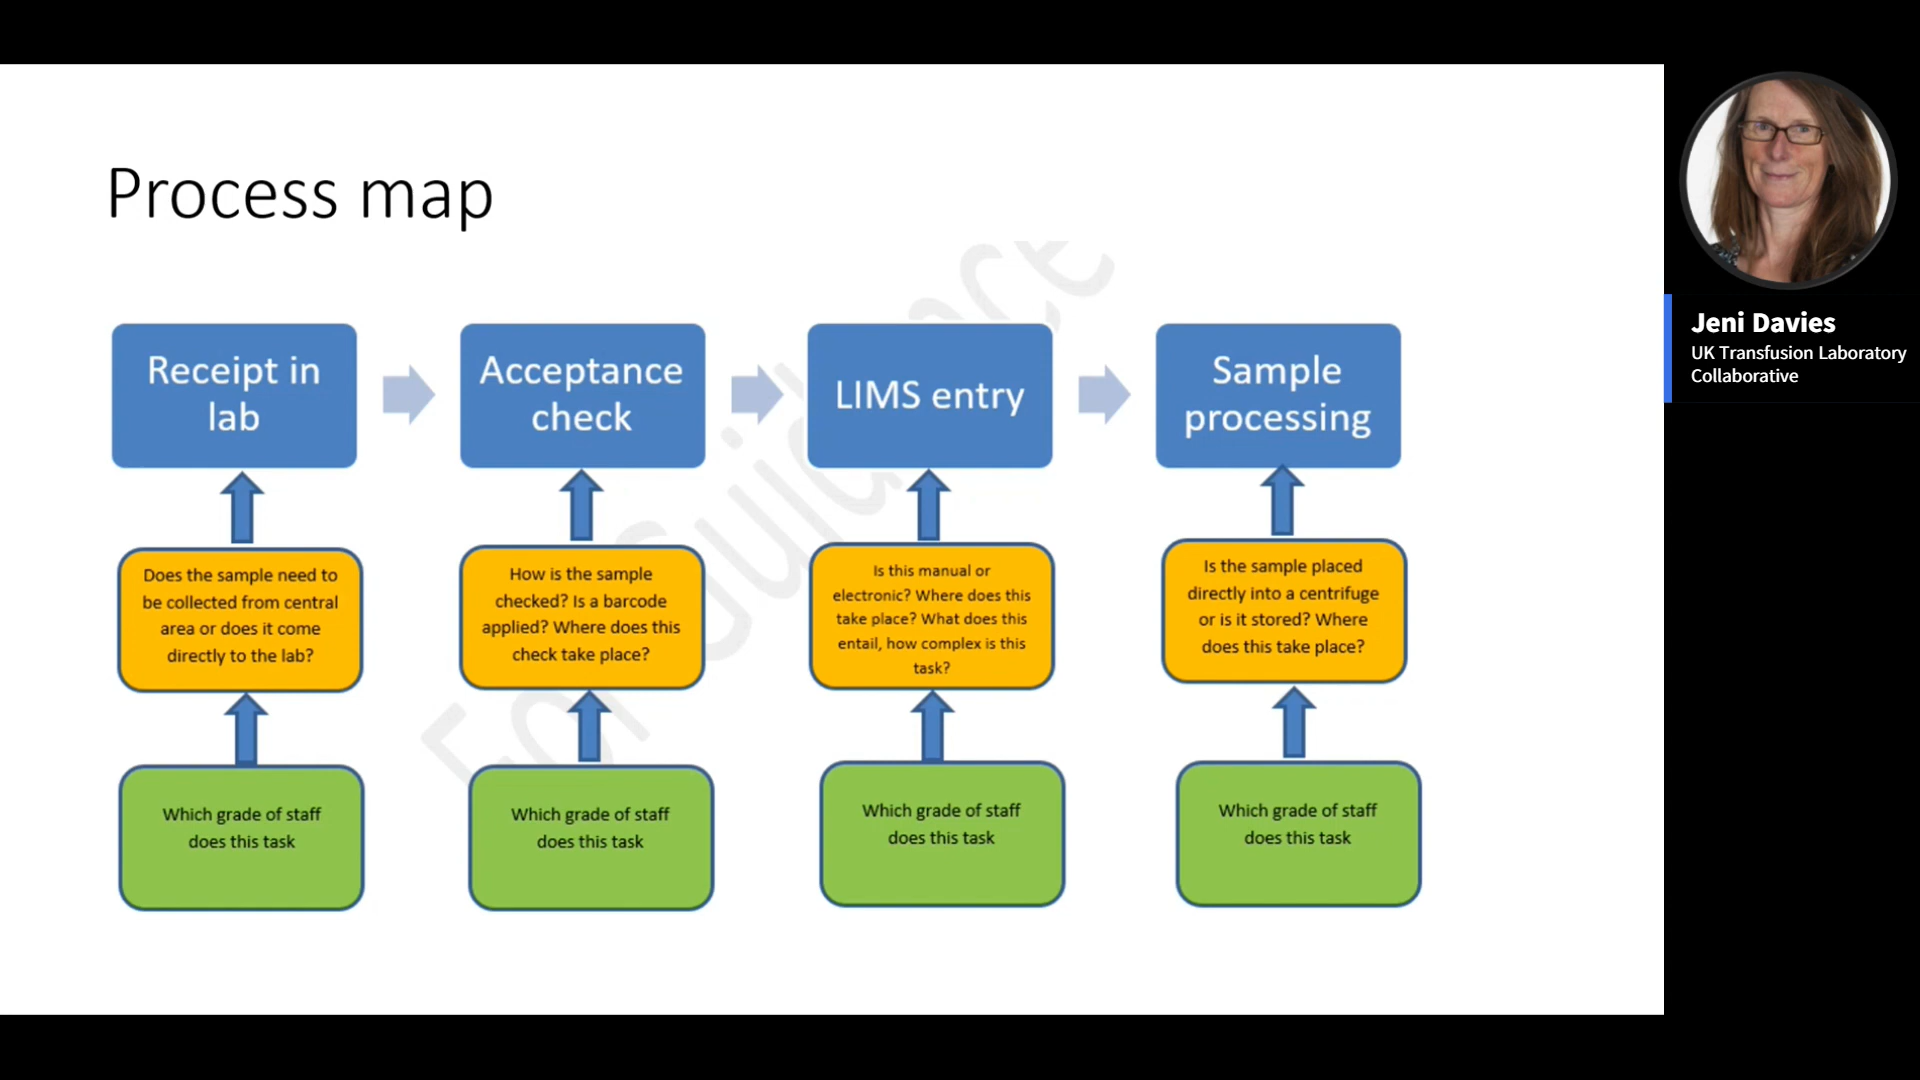 Process map
Receipt in
lab
Acceptance
check
LIMS entry
Sample
processing
Does the sample need to
be collected from central
area or does it come
directly to the lab?
How is the sample
checked? Is a barcode
applied? Where does this
check take place?
Is this manual or
electronic? Where does this
take place? What does this
entail, how complex is this
task?
Is the sample placed
directly into a centrifuge
or is it stored? Where
does this take place?
Which grade of staff
does this task
Which grade of staff
does this task
Which grade of staff
does this task
Which grade of staff
does this task
For Guidance
Jeni Davies
UK Transfusion Laboratory
Collaborative